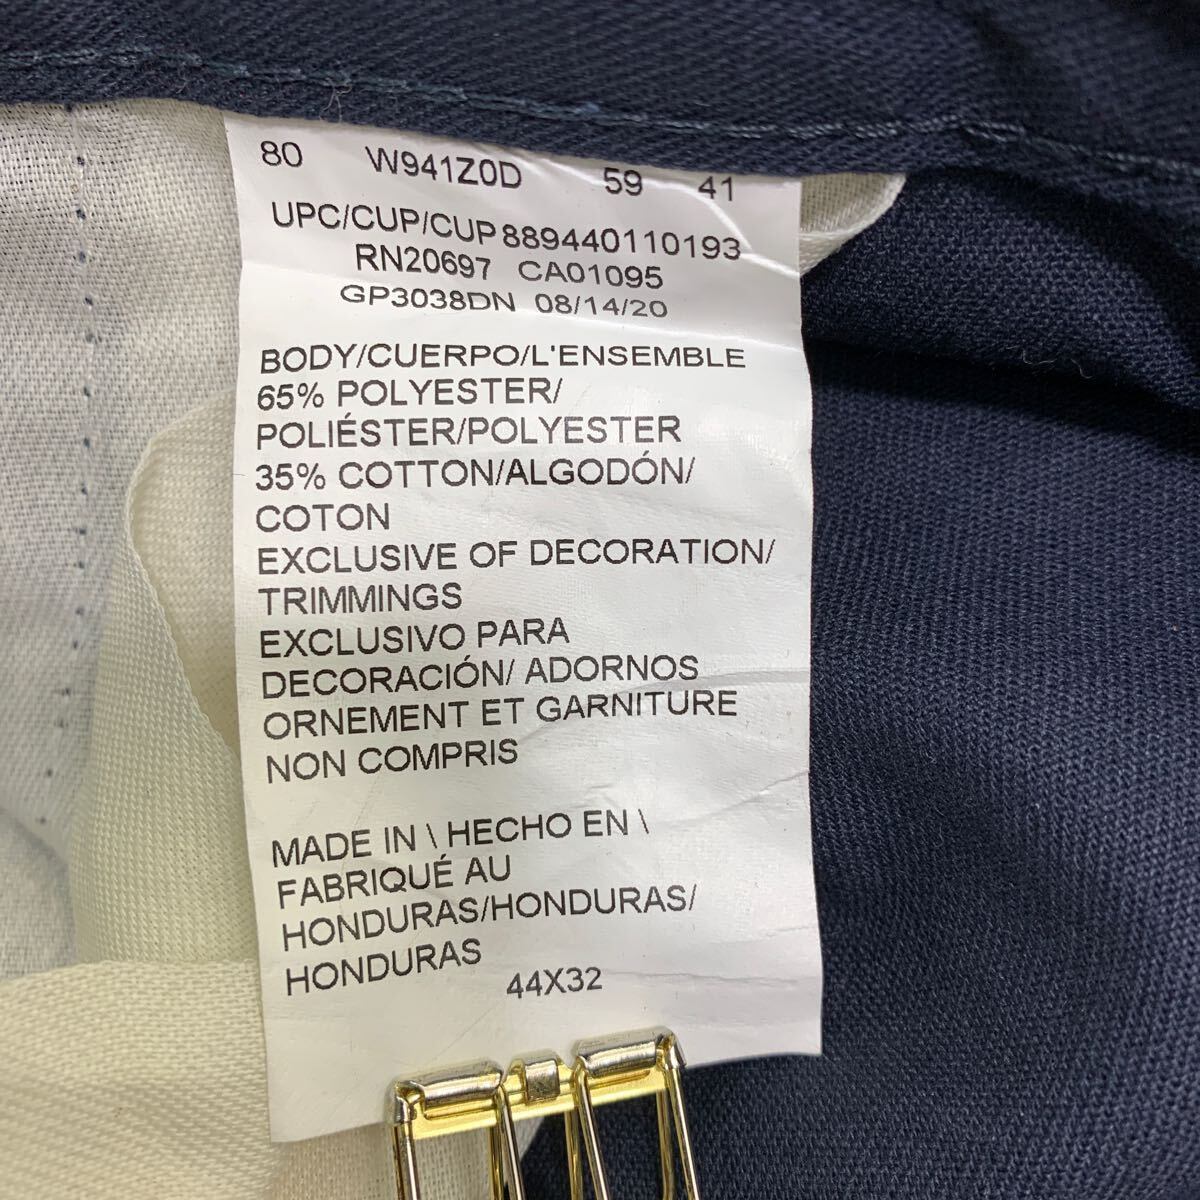 80 W941Z0D 59 41
UPC/CUP/CUP 889440110193
RN20697 CA01095
GP3038DN 08/14/20
BODY/CUERPO/L'ENSEMBLE
65% POLYESTER/
POLIÉSTER/POLYESTER
35% COTTON/ALGODÓN/
COTON
EXCLUSIVE OF DECORATION/
TRIMMINGS
EXCLUSIVO PARA
DECORACIÓN/ ADORNOS
ORNEMENT ET GARNITURE
NON COMPRIS
MADE IN \ HECHO EN \
FABRIQUÉ AU
HONDURAS/HONDURAS/
HONDURAS
44X32